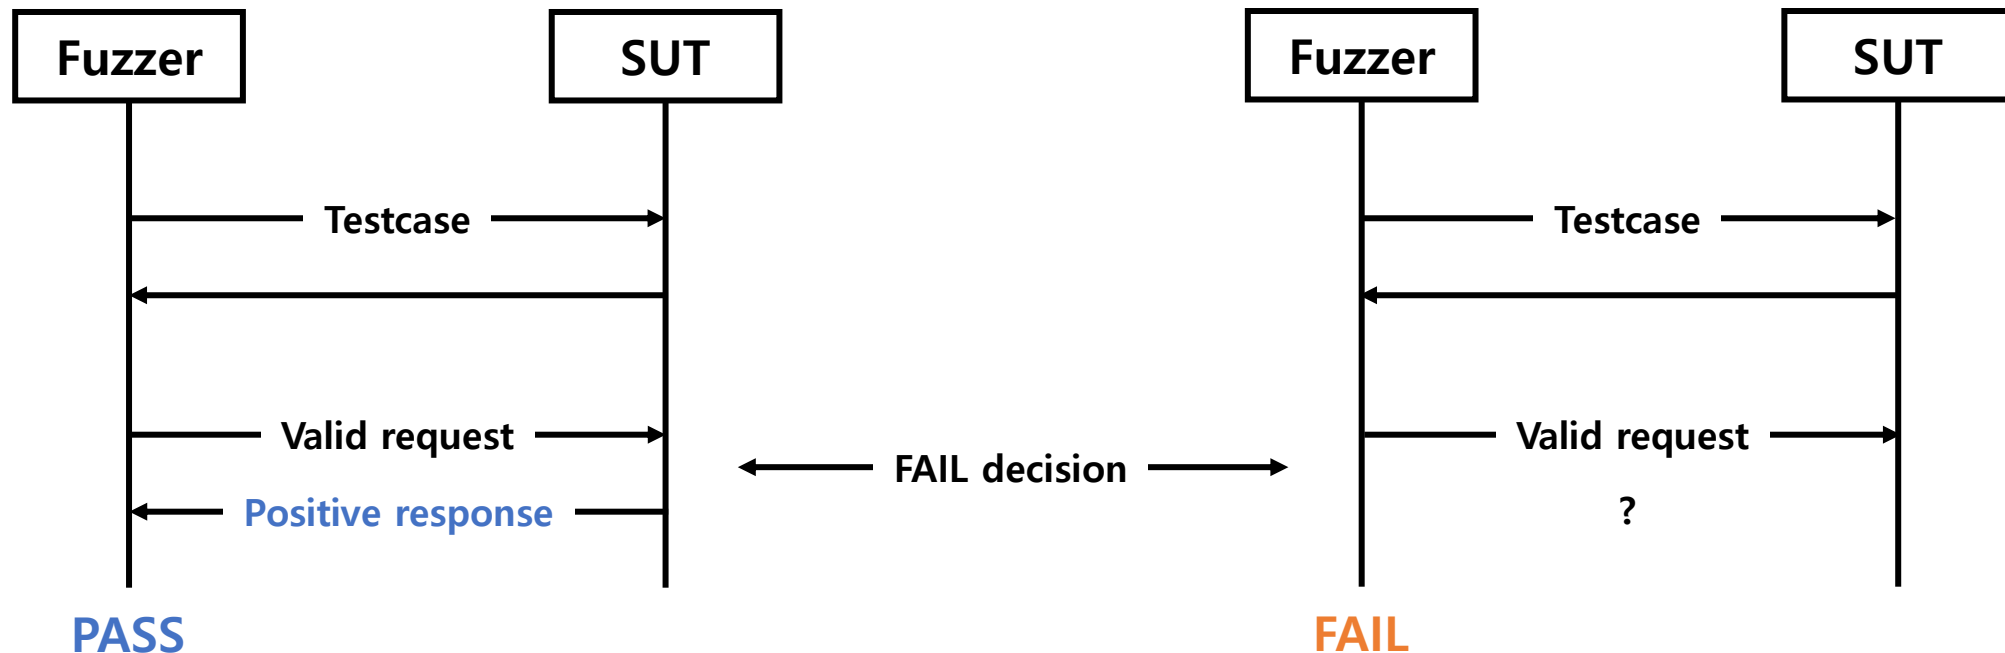 Fuzzer
SUT
Testcase
Valid request
Positive response
PASS
FAIL decision
Fuzzer
SUT
Testcase
Valid request
?
FAIL